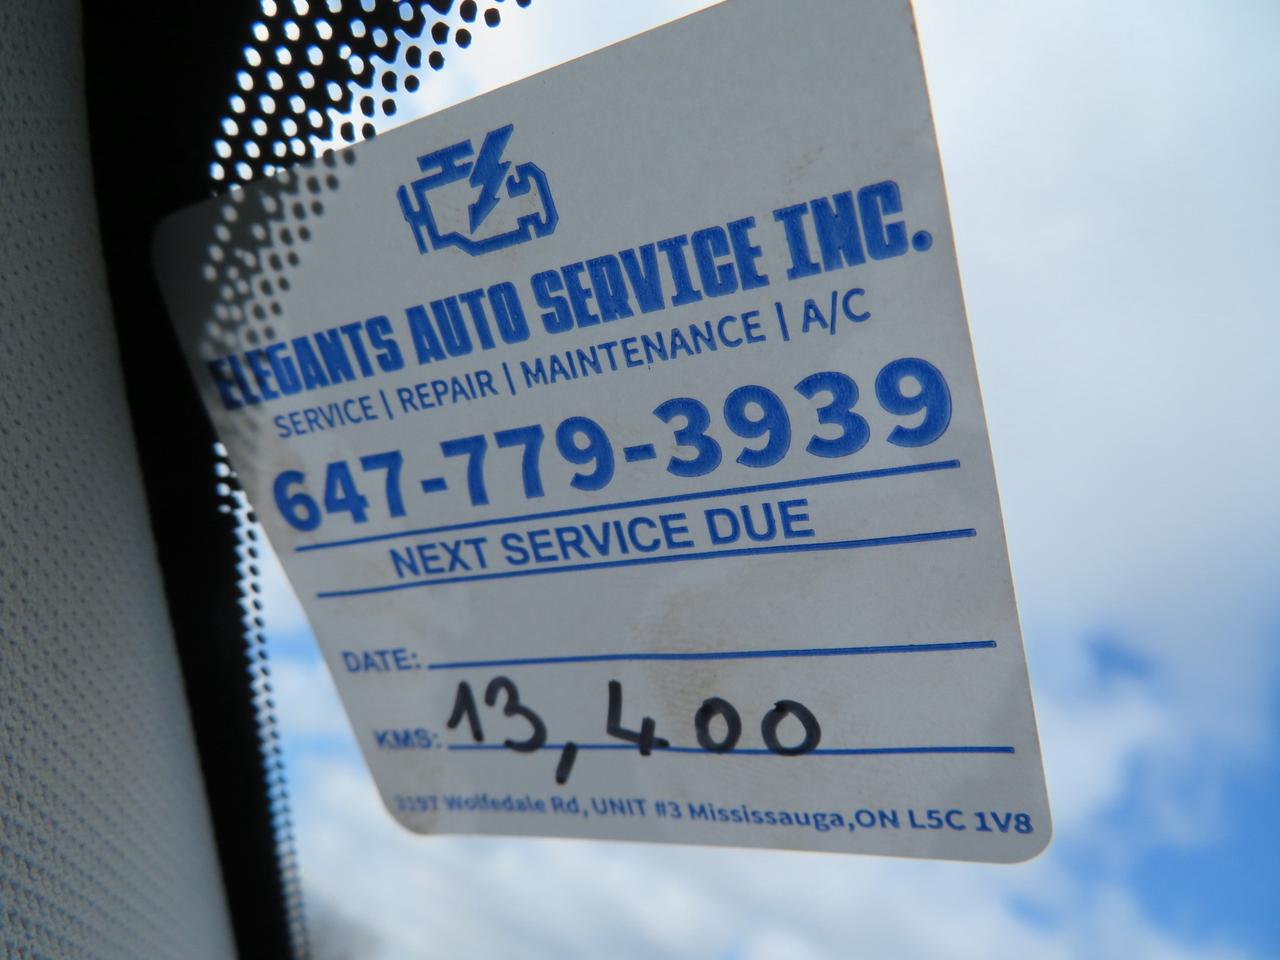 ELEGANTS AUTO SERVICE INC.
SERVICE | REPAIR | MAINTENANCE | A/C
647-779-3939
NEXT SERVICE DUE
DATE:
KMS: 13,400
3197 Wolfedale Rd, UNIT #3 Mississauga,ON L5C 1V8